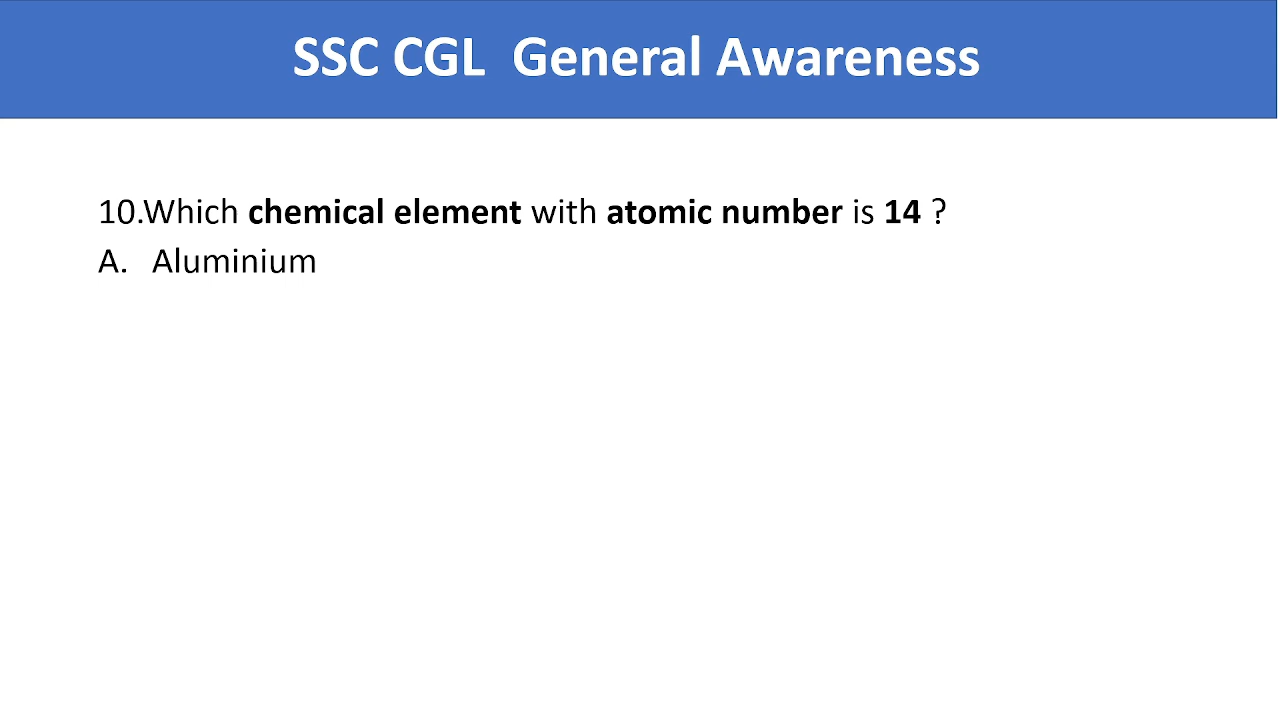 SSC CGL  General Awareness
10.Which chemical element with atomic number is 14 ?
A. Aluminium